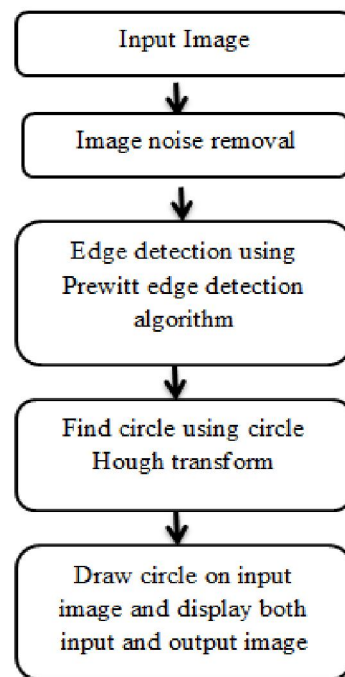 Input Image
Image noise removal
Edge detection using
Prewitt edge detection
algorithm
Find circle using circle
Hough transform
Draw circle on input
image and display both
input and output image